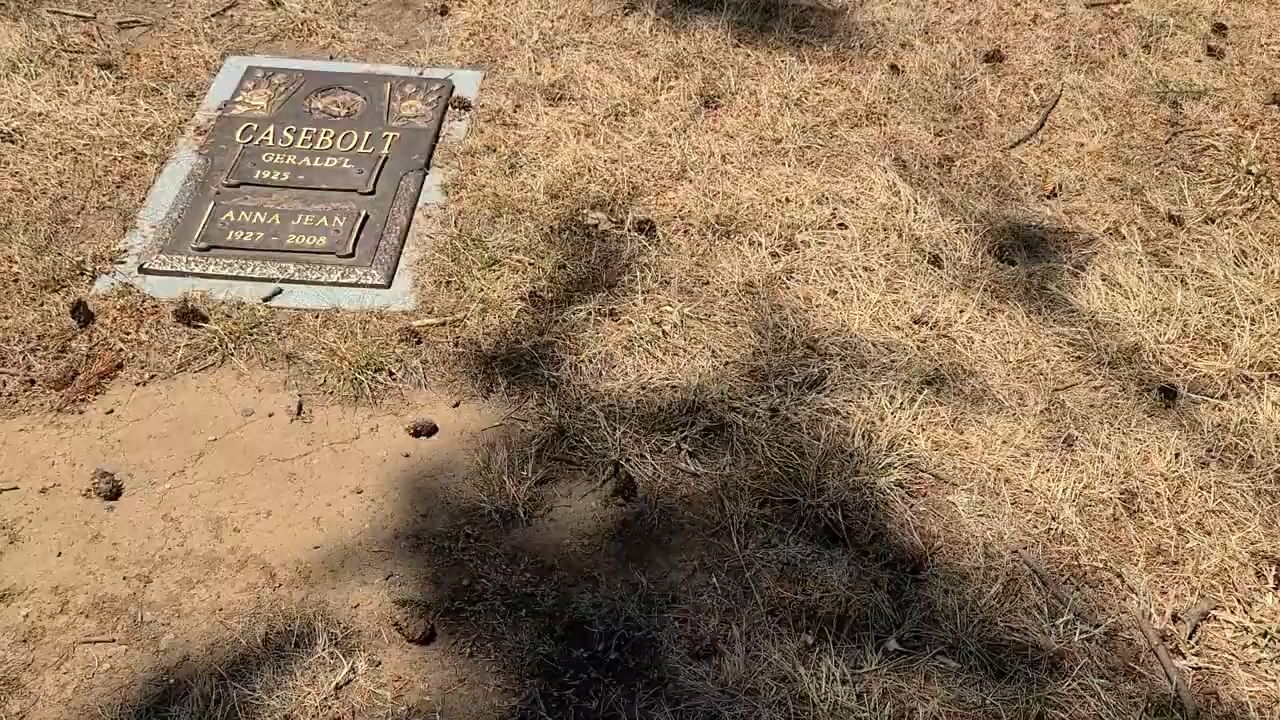 CASEBOLT
GERALD L.
1925 -
ANNA JEAN
1927 - 2008